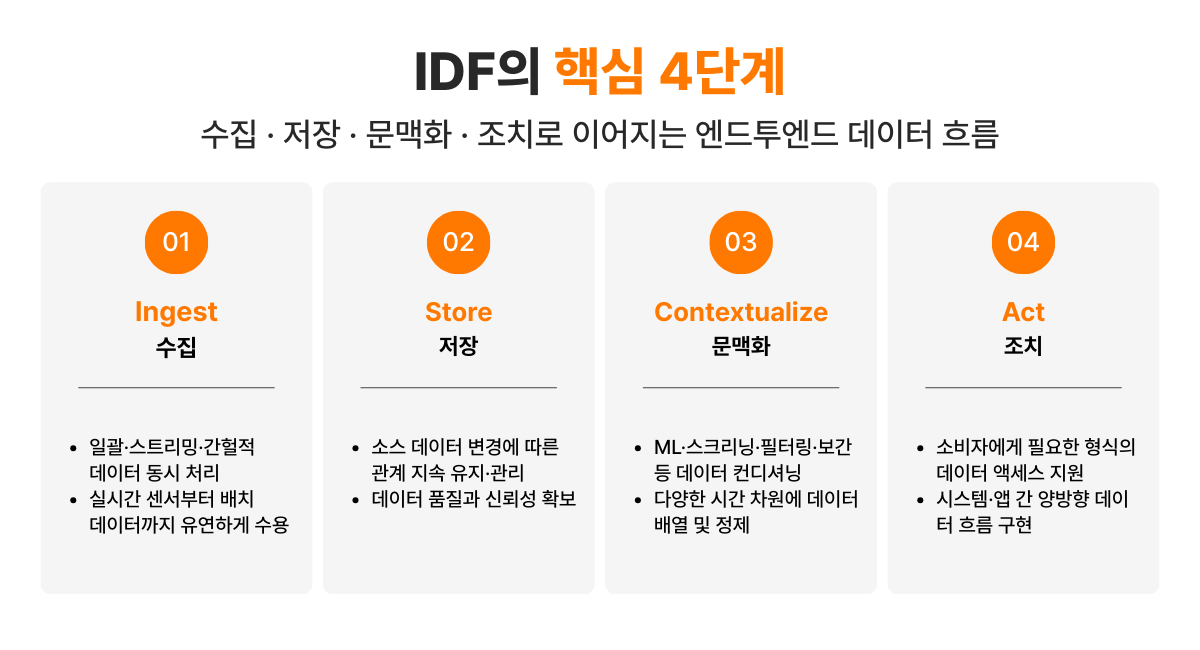 IDF의 핵심 4단계
수집 · 저장 · 문맥화 · 조치로 이어지는 엔드투엔드 데이터 흐름
01
Ingest
수집
• 일괄·스트리밍·간헐적
데이터 동시 처리
• 실시간 센서부터 배치
데이터까지 유연하게 수용
02
Store
저장
• 소스 데이터 변경에 따른
관계 지속 유지·관리
• 데이터 품질과 신뢰성 확보
03
Contextualize
문맥화
• ML·스크리닝·필터링·보간
등 데이터 컨디셔닝
• 다양한 시간 차원에 데이터
배열 및 정제
04
Act
조치
• 소비자에게 필요한 형식의
데이터 액세스 지원
• 시스템·앱 간 양방향 데이
터 흐름 구현